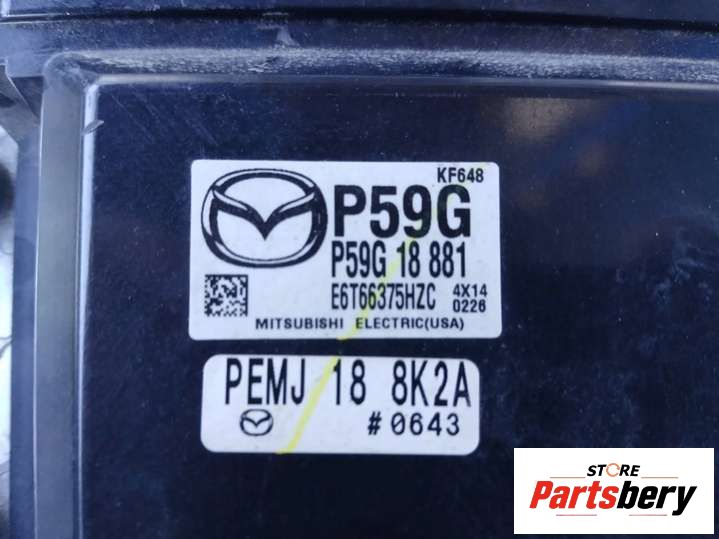 KF648
P59G
P59G 18 881
E6T66375HZC
4X14
0226
MITSUBISHI ELECTRIC(USA)
PEMJ 18 8K2A
#0643
STORE
Partsbery